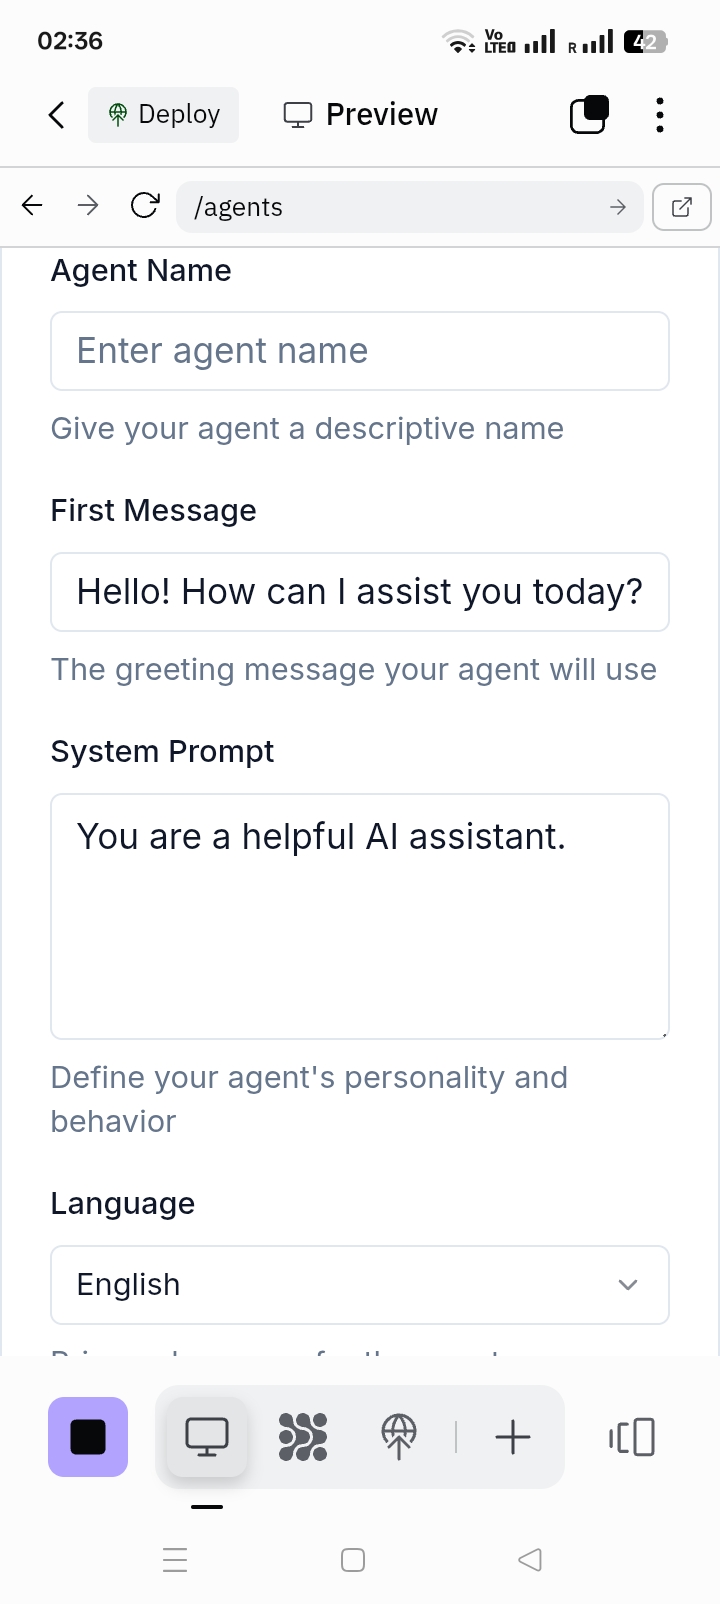 02:36
Vo
LTE
R
42
Deploy
Preview
/agents
Agent Name
Enter agent name
Give your agent a descriptive name
First Message
Hello! How can I assist you today?
The greeting message your agent will use
System Prompt
You are a helpful AI assistant.
Define your agent's personality and
behavior
Language
English